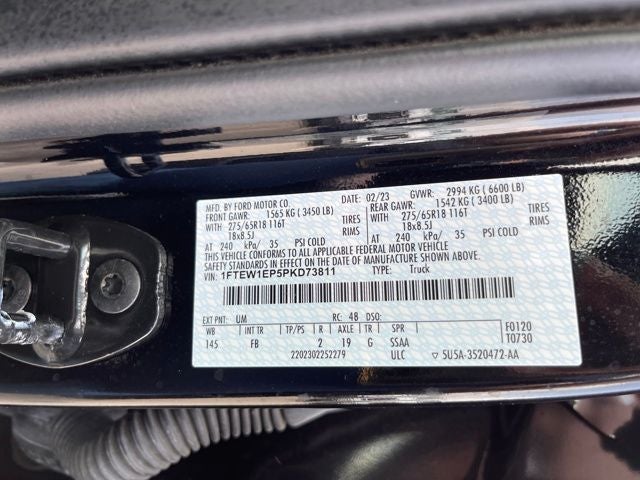 MFD. BY FORD MOTOR CO.
DATE: 02/23 GVWR: 2994 KG ( 6600 LB)
FRONT GAWR: 1565 KG (3450 LB) REAR GAWR: 1542 KG ( 3400 LB)
WITH 275/65R18 116T TIRES WITH 275/65R18 116T TIRES
18x8.5J RIMS 18x8.5J RIMS
AT 240 kPa/ 35 PSI COLD AT 240 kPa/ 35 PSI COLD
THIS VEHICLE CONFORMS TO ALL APPLICABLE FEDERAL MOTOR VEHICLE
SAFETY STANDARDS IN EFFECT ON THE DATE OF MANUFACTURE SHOWN ABOVE.
VIN: 1FTEW1EP5PKD73811 TYPE: Truck
EXT PNT: UM RC: 48 DSO:
WB INT TR TP/PS R AXLE TR SPR F0120
145 FB 2 19 G SSAA T0730
2202302252279 ULC 5U5A-3520472-AA